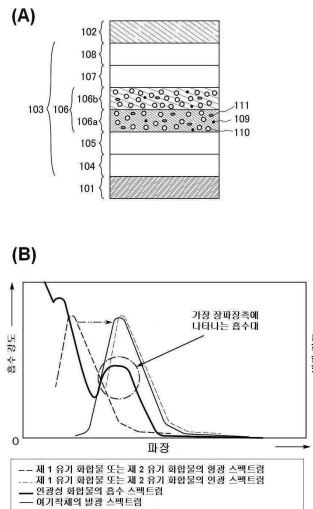 (A)
102
108
107
103
106
106b
106a
111
109
110
105
104
101
(B)
흡수 강도
가장 장파장측에
나타나는 흡수대
0
파장
제 1 유기 화합물 또는 제 2 유기 화합물의 형광 스펙트럼
제 1 유기 화합물 또는 제 2 유기 화합물의 인광 스펙트럼
인광성 화합물의 흡수 스펙트럼
여기착체의 발광 스펙트럼